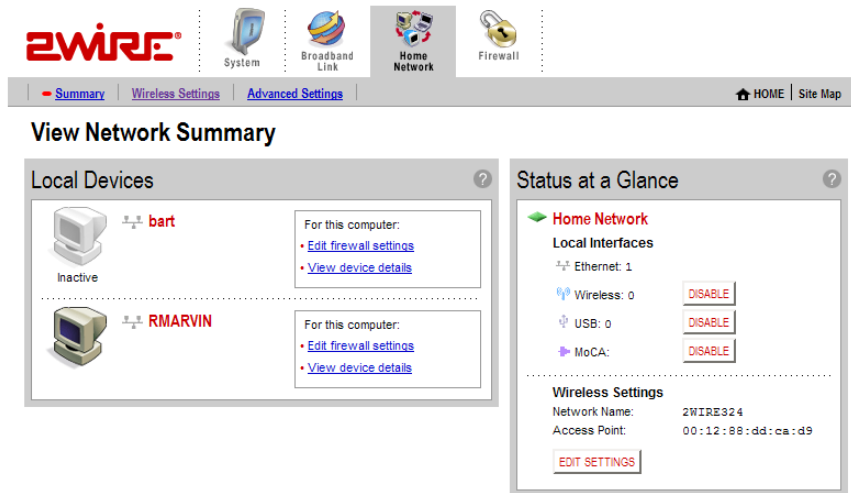 2WIRE®
System
Broadband Link
Home Network
Firewall
Summary
Wireless Settings
Advanced Settings
HOME | Site Map
View Network Summary
Local Devices ?
bart
Inactive
For this computer:
• Edit firewall settings
• View device details
RMARVIN
For this computer:
• Edit firewall settings
• View device details
Status at a Glance ?
Home Network
Local Interfaces
Ethernet: 1
Wireless: 0 DISABLE
USB: 0 DISABLE
MoCA: DISABLE
Wireless Settings
Network Name: 2WIRE324
Access Point: 00:12:88:dd:ca:d9
EDIT SETTINGS